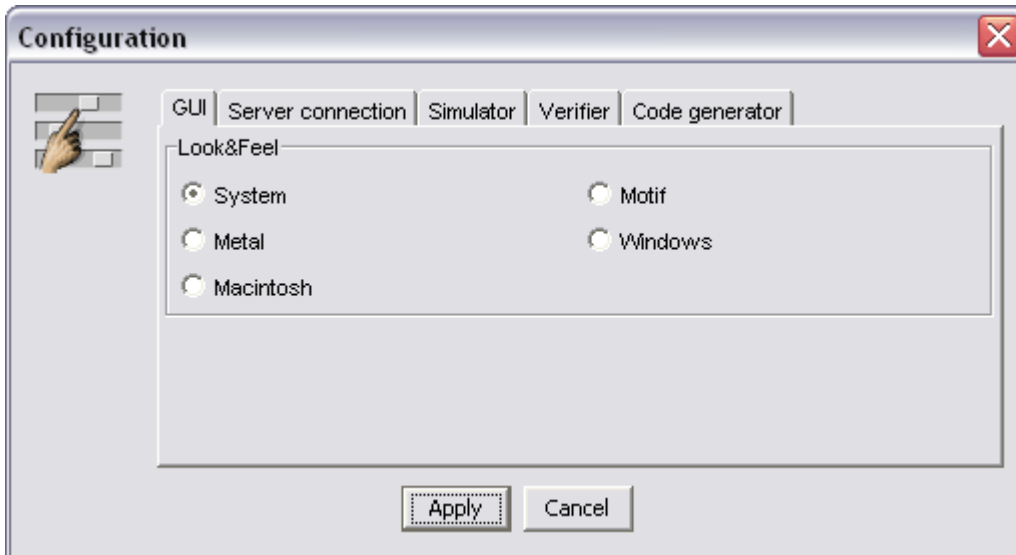 Configuration
GUI Server connection Simulator Verifier Code generator
Look&Feel
System Motif
Metal Windows
Macintosh
Apply Cancel